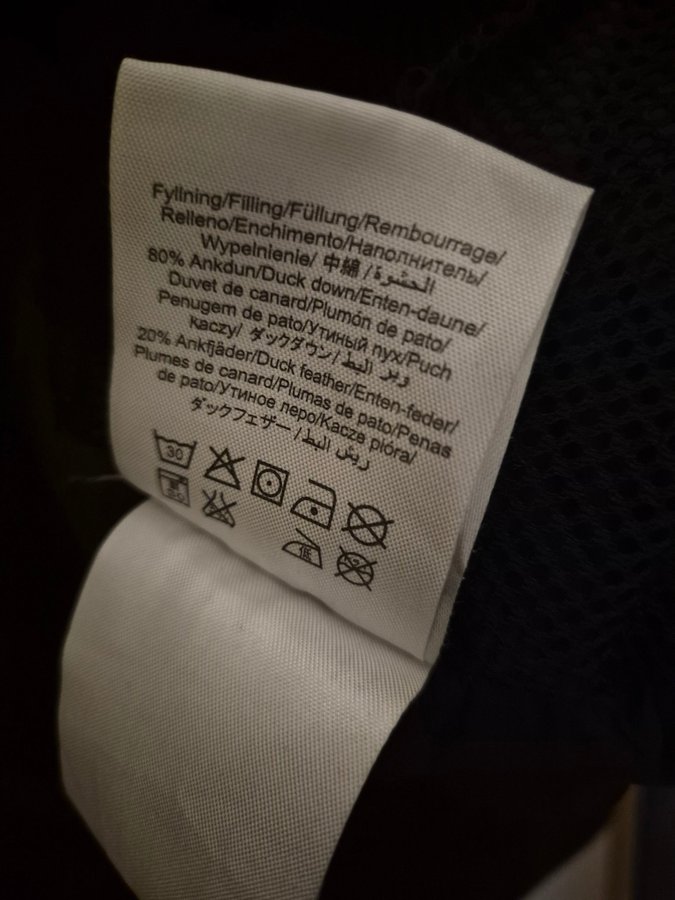 Fyllning/Filling/Füllung/Rembourrage/
Relleno/Enchimento/Наполнитель/
Wypełnienie/ 中綿 /الحشوة/
80% Ankdun/Duck down/Enten-daune/
Duvet de canard/Plumón de pato/
Penugem de pato/Утиный пух/Puch
kaczy/ ダックダウン/ وبر البط
20% Ankfjäder/Duck feather/Enten-feder/
Plumes de canard/Plumas de pato/Penas
de pato/Утиное перо/Kacze pióra/
ダックフェザー /ريش البط
30
低